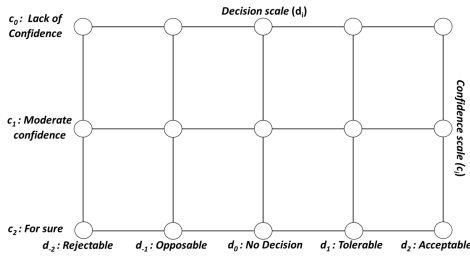 Decision scale (dᵢ)
c₀ : Lack of
Confidence
c₁ : Moderate
confidence
Confidence scale (cᵢ)
c₂ : For sure
d₋₂ : Rejectable
d₋₁ : Opposable
d₀ : No Decision
d₁ : Tolerable
d₂ : Acceptable